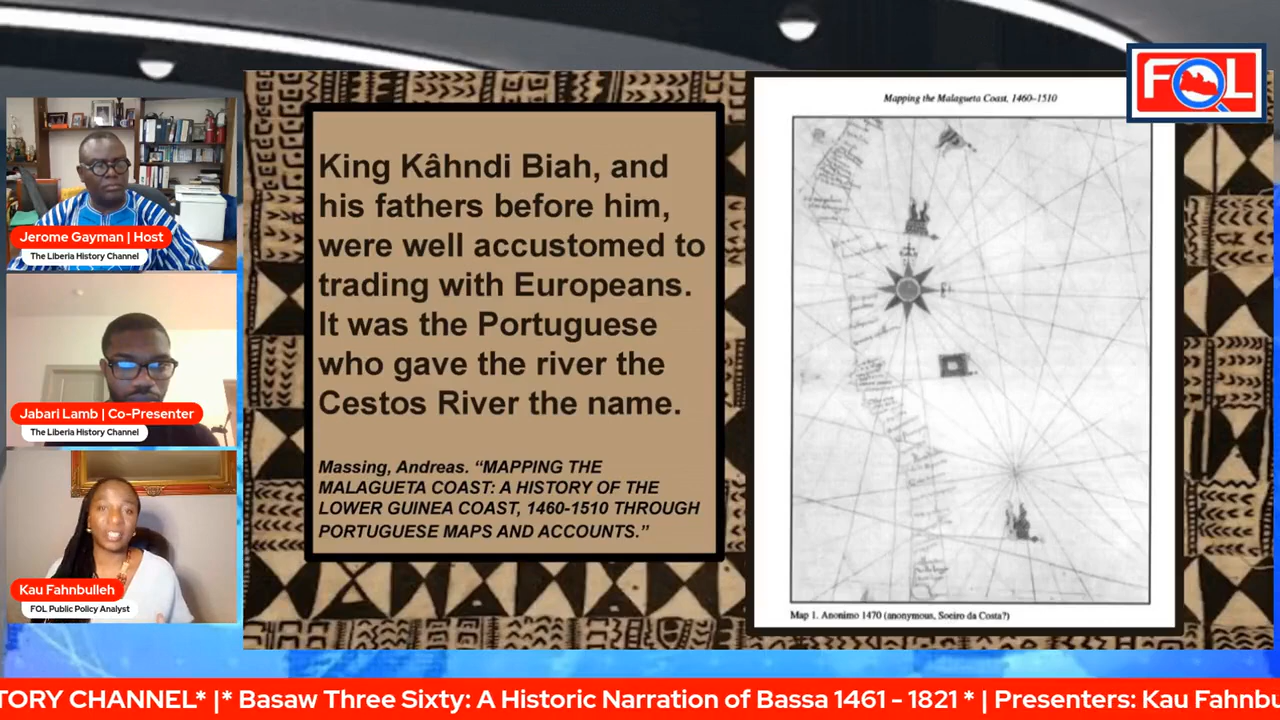 FOL
Jerome Gayman | Host
The Liberia History Channel
Jabari Lamb | Co-Presenter
The Liberia History Channel
Kau Fahnbulleh
FOL Public Policy Analyst
King Kâhndi Biah, and
his fathers before him,
were well accustomed to
trading with Europeans.
It was the Portuguese
who gave the river the
Cestos River the name.
Massing, Andreas. “MAPPING THE
MALAGUETA COAST: A HISTORY OF THE
LOWER GUINEA COAST, 1460-1510 THROUGH
PORTUGUESE MAPS AND ACCOUNTS.”
Mapping the Malagueta Coast, 1460–1510
Map 1. Anonimo 1470 (anonymous, Soeiro da Costa?)
TORY CHANNEL* |* Basaw Three Sixty: A Historic Narration of Bassa 1461 - 1821 * | Presenters: Kau Fahnbu